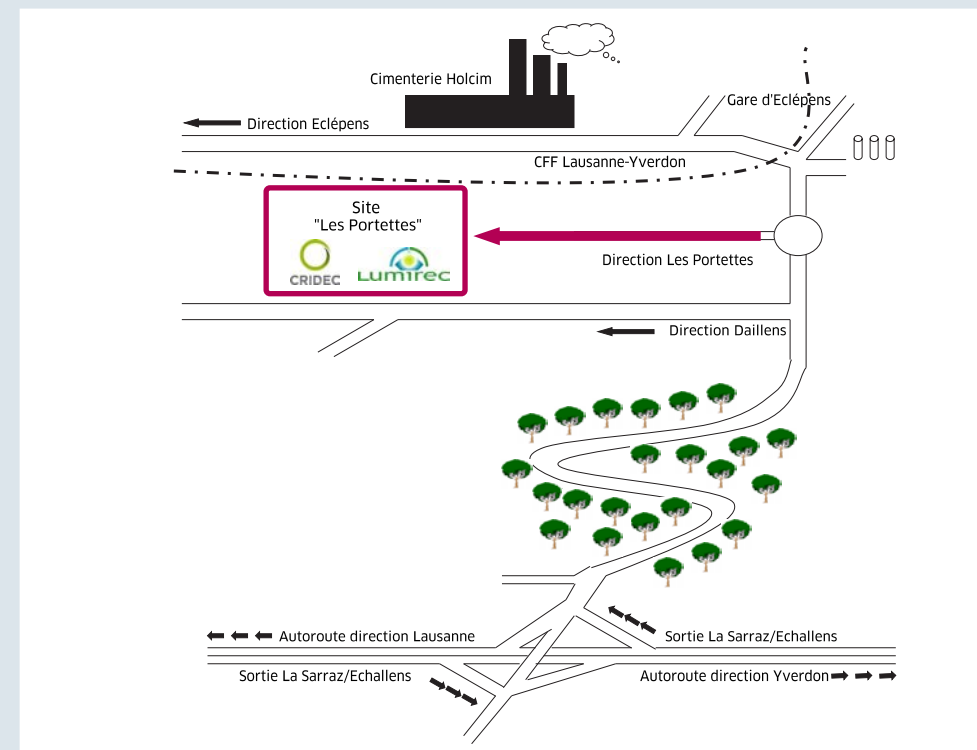 Cimenterie Holcim
Gare d'Eclépens
Direction Eclépens
CFF Lausanne-Yverdon
Site
"Les Portettes"
CRIDEC
Lumirec
Direction Les Portettes
Direction Daillens
Autoroute direction Lausanne
Sortie La Sarraz/Echallens
Sortie La Sarraz/Echallens
Autoroute direction Yverdon